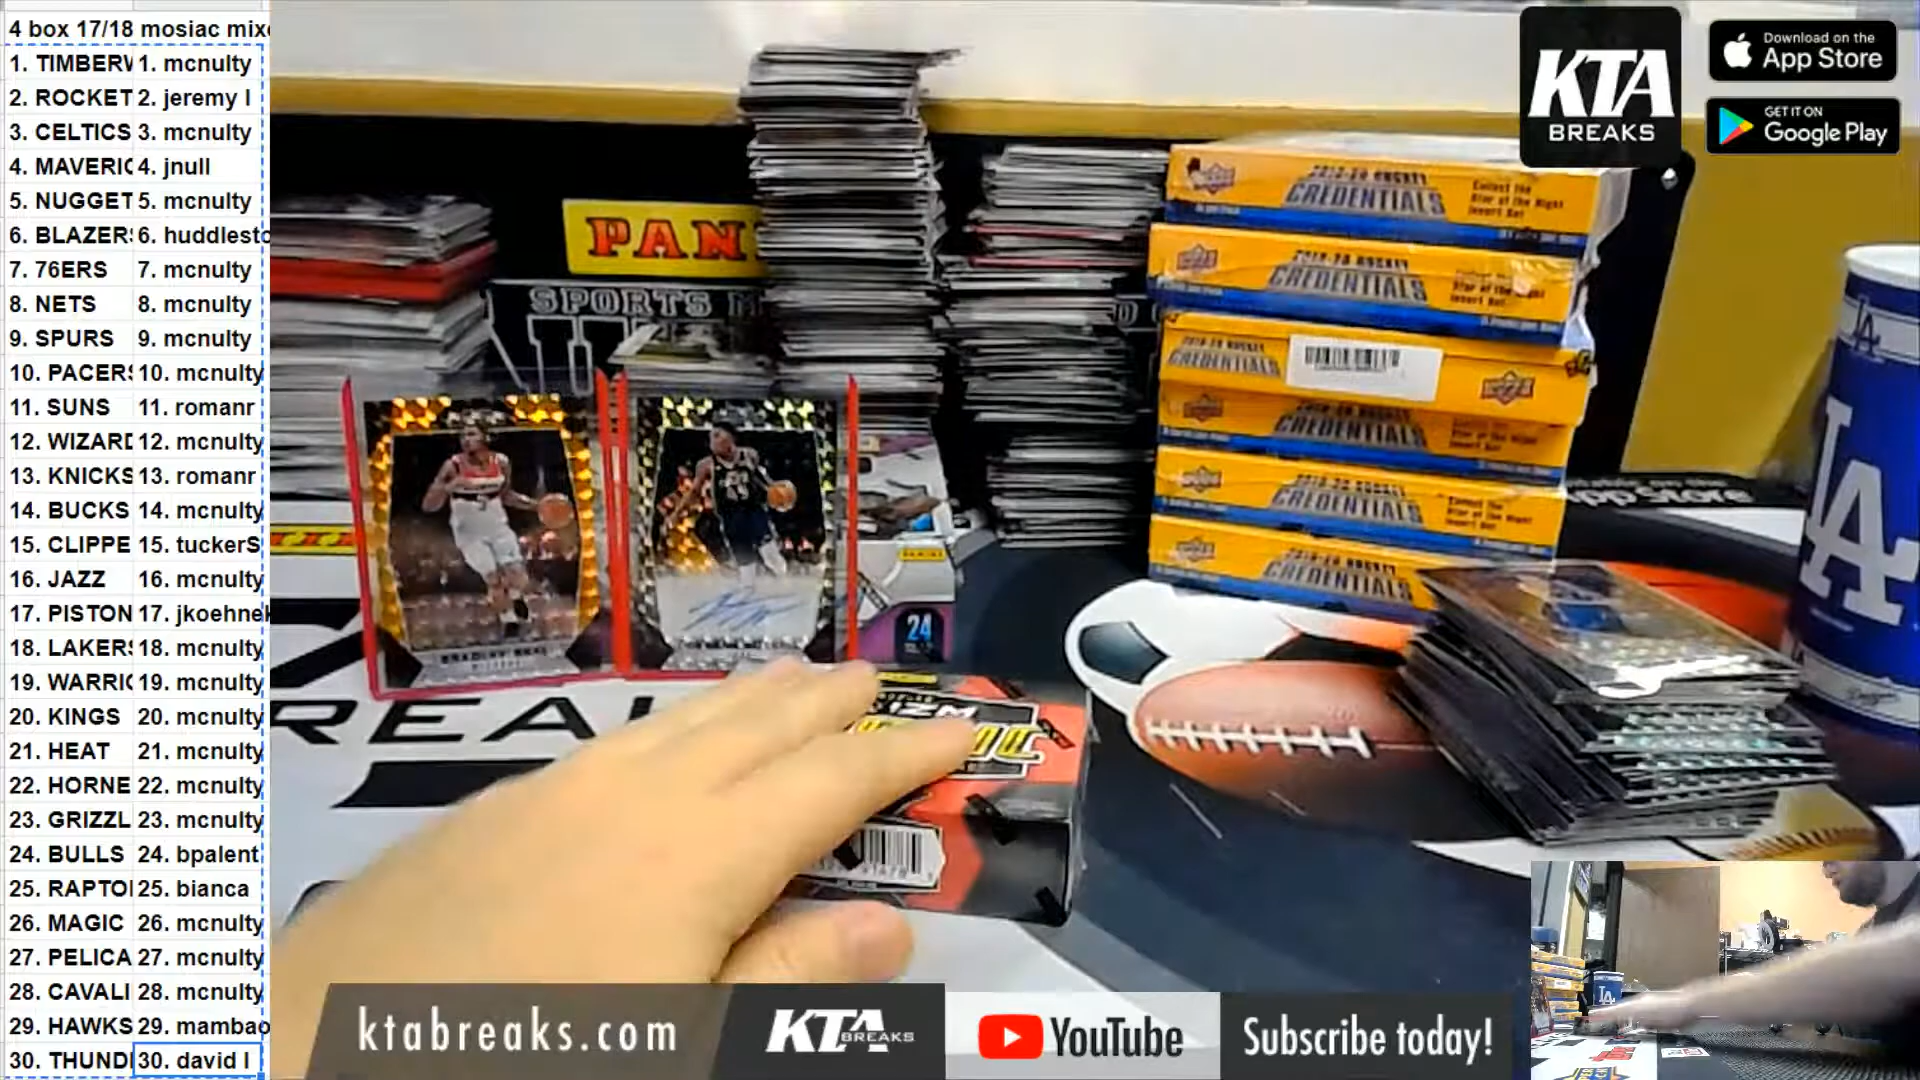 4 box 17/18 mosiac mix
1. TIMBERW 1. mcnulty
2. ROCKET 2. jeremy l
3. CELTICS 3. mcnulty
4. MAVERIC 4. jnull
5. NUGGET 5. mcnulty
6. BLAZERS 6. huddlesto
7. 76ERS 7. mcnulty
8. NETS 8. mcnulty
9. SPURS 9. mcnulty
10. PACERS 10. mcnulty
11. SUNS 11. romanr
12. WIZARD 12. mcnulty
13. KNICKS 13. romanr
14. BUCKS 14. mcnulty
15. CLIPPE 15. tuckerS
16. JAZZ 16. mcnulty
17. PISTON 17. jkoehnek
18. LAKERS 18. mcnulty
19. WARRIO 19. mcnulty
20. KINGS 20. mcnulty
21. HEAT 21. mcnulty
22. HORNE 22. mcnulty
23. GRIZZL 23. mcnulty
24. BULLS 24. bpalent
25. RAPTO 25. bianca
26. MAGIC 26. mcnulty
27. PELICA 27. mcnulty
28. CAVALI 28. mcnulty
29. HAWKS 29. mambao
30. THUND 30. david l
KTA
BREAKS
Download on the
App Store
GET IT ON
Google Play
PAN
SPORTS
CREDENTIALS
CREDENTIALS
CREDENTIALS
CREDENTIALS
CREDENTIALS
CREDENTIALS
LA
LA
24
BREAK
ktabreaks.com
KTA
BREAKS
YouTube
Subscribe today!